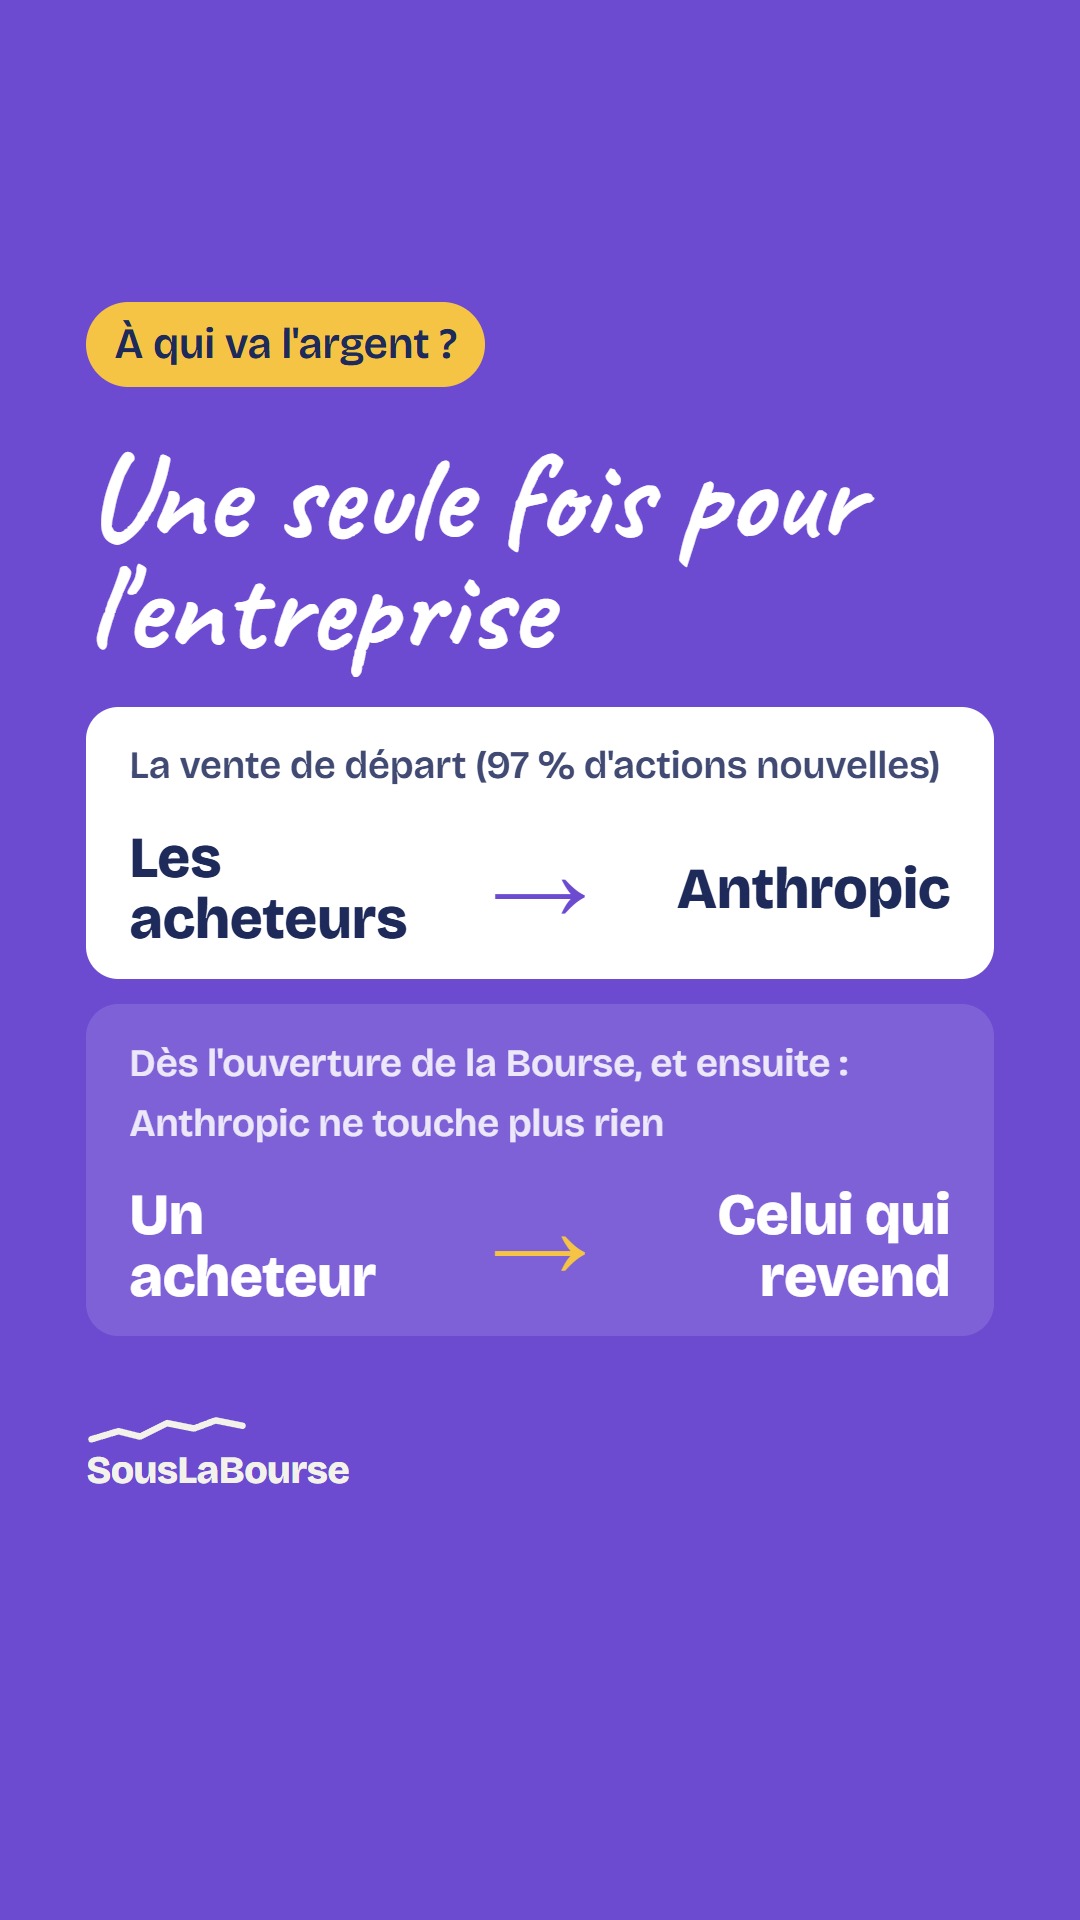 À qui va l'argent ?
Une seule fois pour
l'entreprise
La vente de départ (97 % d'actions nouvelles)
Les
acheteurs
→
Anthropic
Dès l'ouverture de la Bourse, et ensuite :
Anthropic ne touche plus rien
Un
acheteur
→
Celui qui
revend
SousLaBourse